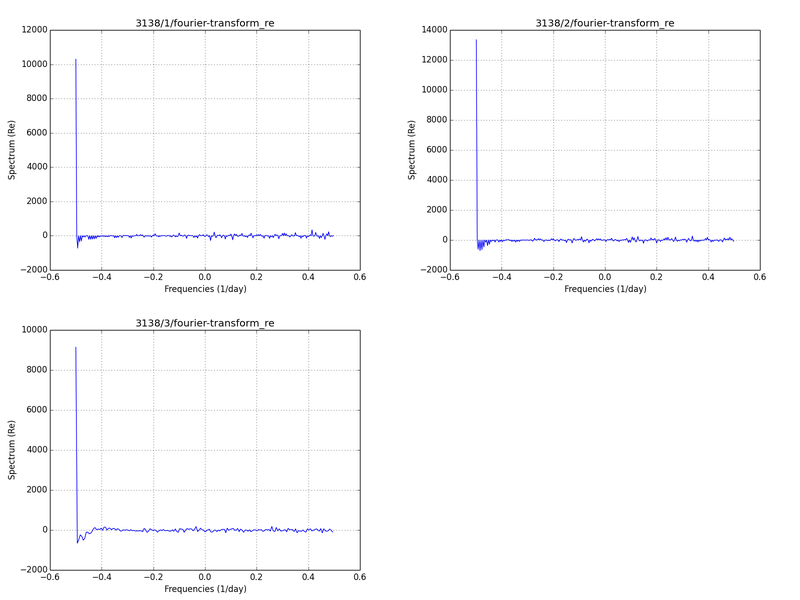 3138/1/fourier-transform_re
12000
10000
8000
6000
4000
2000
0
−2000
Spectrum (Re)
−0.6 −0.4 −0.2 0.0 0.2 0.4 0.6
Frequencies (1/day)
3138/2/fourier-transform_re
14000
12000
10000
8000
6000
4000
2000
0
−2000
Spectrum (Re)
−0.6 −0.4 −0.2 0.0 0.2 0.4 0.6
Frequencies (1/day)
3138/3/fourier-transform_re
10000
8000
6000
4000
2000
0
−2000
Spectrum (Re)
−0.6 −0.4 −0.2 0.0 0.2 0.4 0.6
Frequencies (1/day)